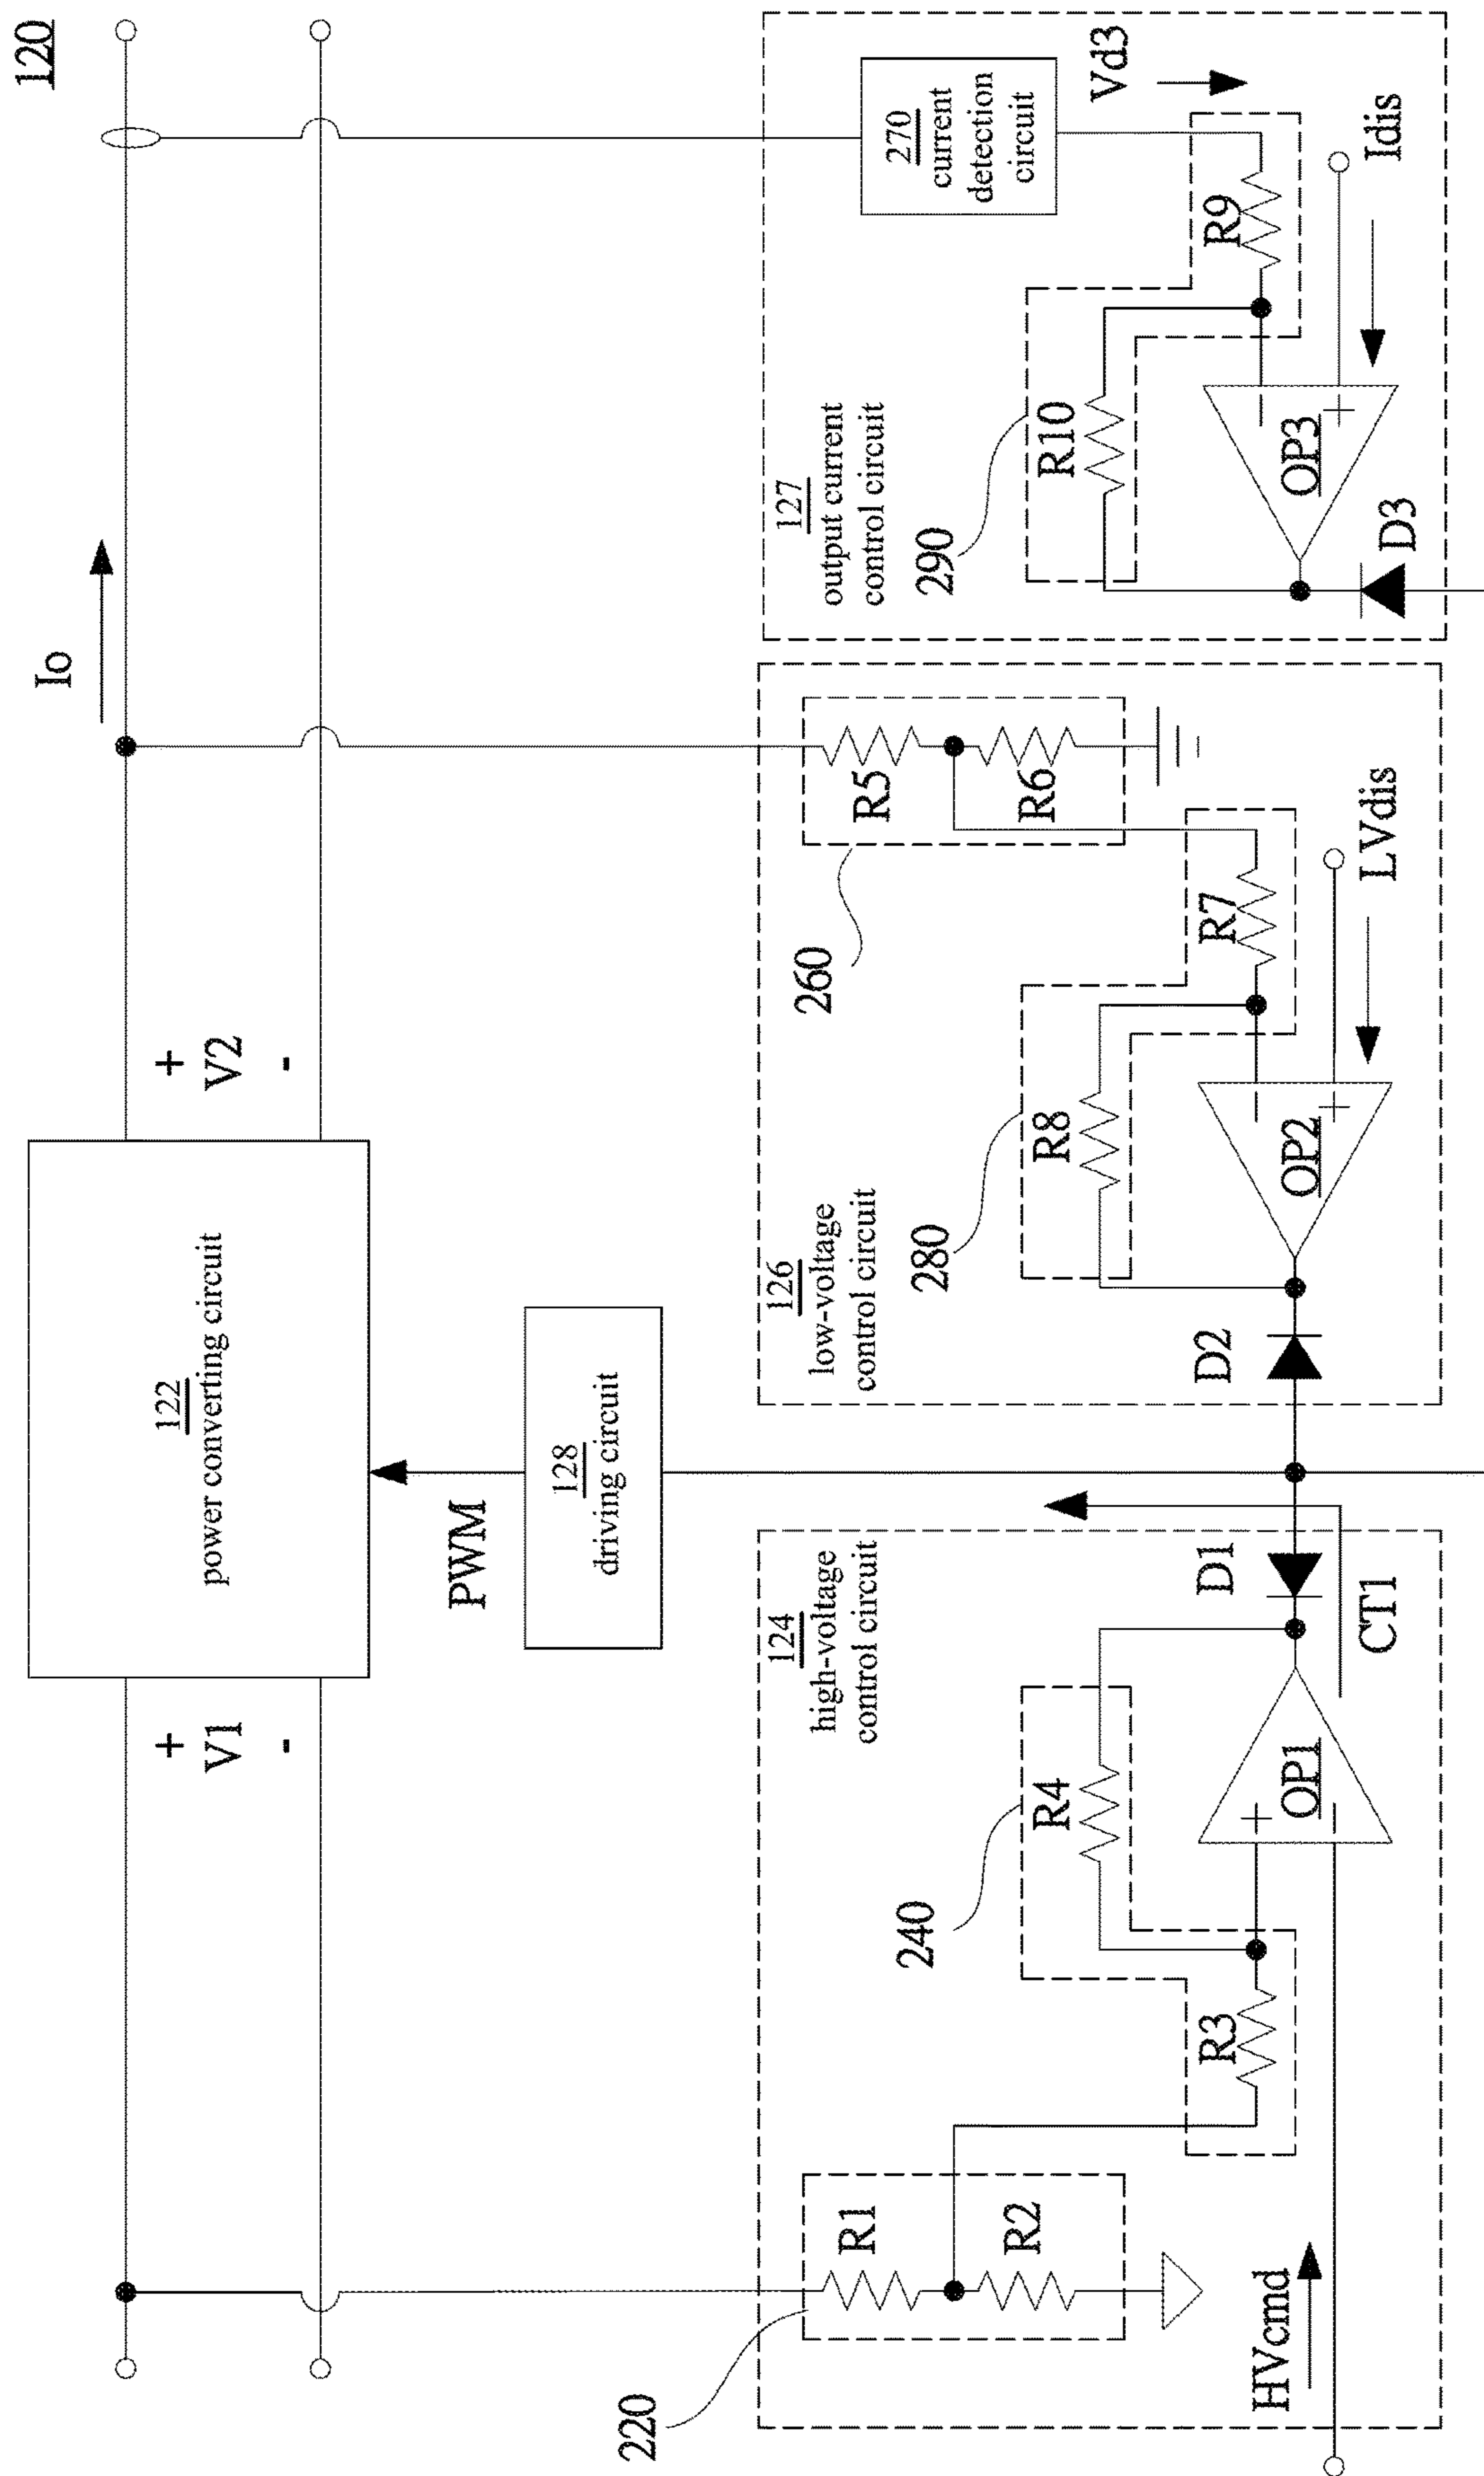 120
Io
+
V1
-
122
power converting circuit
+
V2
-
PWM
128
driving circuit
124
high-voltage
control circuit
220
R1
R2
240
R4
R3
+
-
OP1
HVcmd
D1
CT1
126
low-voltage
control circuit
260
R5
R6
280
R8
R7
-
+
OP2
LVdis
D2
127
output current
control circuit
270
current
detection
circuit
Vd3
290
R10
R9
-
+
OP3
Idis
D3